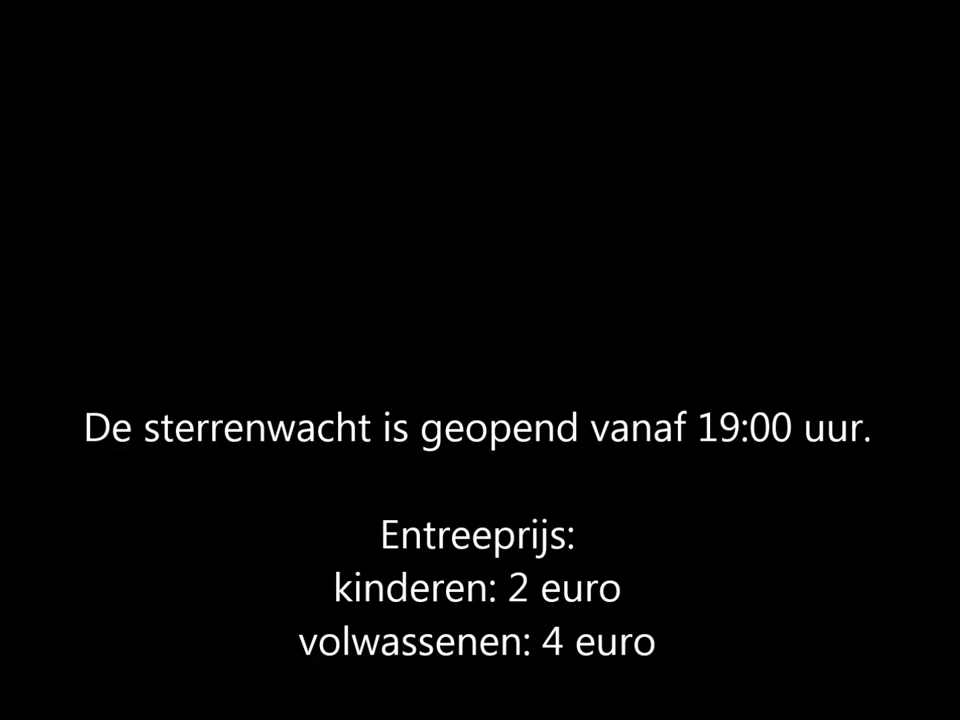 De sterrenwacht is geopend vanaf 19:00 uur.
Entreeprijs:
kinderen: 2 euro
volwassenen: 4 euro